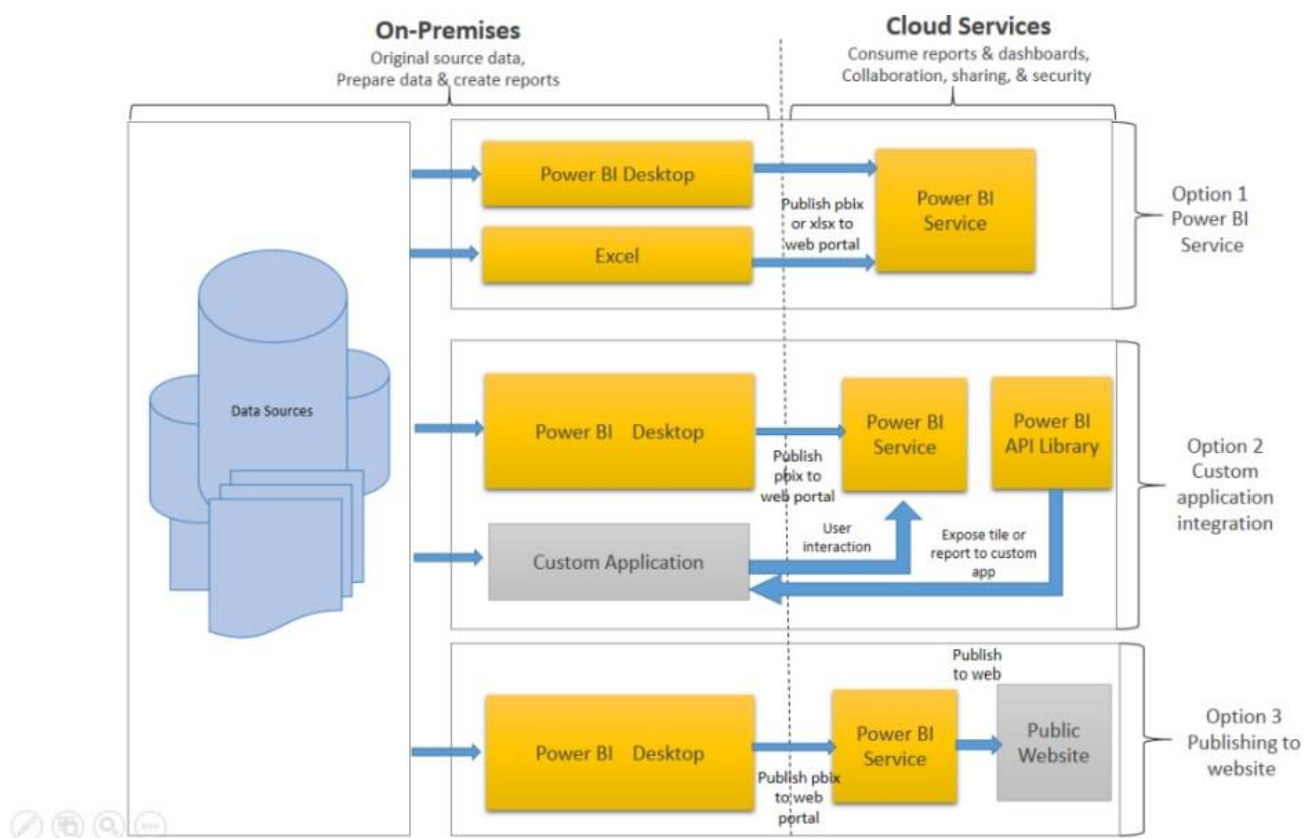 On-Premises
Original source data,
Prepare data & create reports
Cloud Services
Consume reports & dashboards,
Collaboration, sharing, & security
Data Sources
Power BI Desktop
Excel
Publish pbix
or xlsx to
web portal
Power BI
Service
Option 1
Power BI
Service
Power BI Desktop
Custom Application
Publish
pbix to
web portal
Power BI
Service
Power BI
API Library
User
interaction
Expose tile or
report to custom
app
Option 2
Custom
application
integration
Power BI Desktop
Publish pbix
to web
portal
Power BI
Service
Publish
to web
Public
Website
Option 3
Publishing to
website